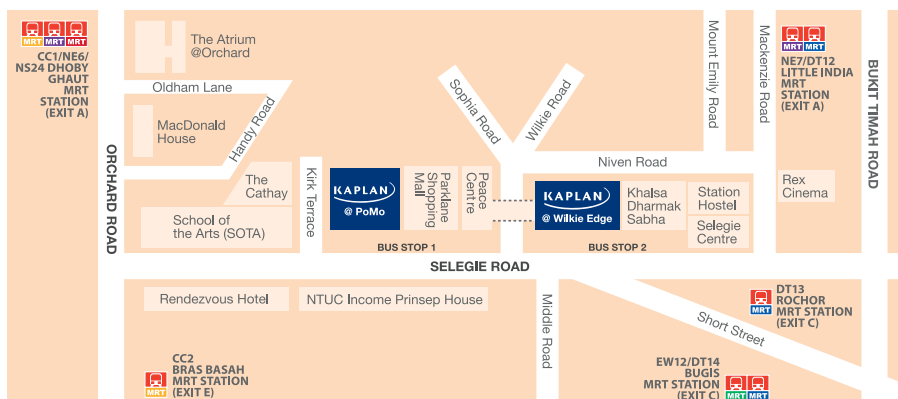 MRT MRT MRT
CC1/NE6/
NS24 DHOBY
GHAUT
MRT
STATION
(EXIT A)
The Atrium
@Orchard
Oldham Lane
MacDonald
House
Handy Road
ORCHARD ROAD
The
Cathay
School of
the Arts (SOTA)
Kirk Terrace
KAPLAN
@ PoMo
Parklane
Shopping
Mall
Peace
Centre
Sophia Road
Wilkie Road
Niven Road
Mount Emily Road
Mackenzie Road
MRT MRT
NE7/DT12
LITTLE INDIA
MRT
STATION
(EXIT A)
BUKIT TIMAH ROAD
KAPLAN
@ Wilkie Edge
Khalsa
Dharmak
Sabha
Station
Hostel
Selegie
Centre
Rex
Cinema
BUS STOP 1
BUS STOP 2
SELEGIE ROAD
Rendezvous Hotel
NTUC Income Prinsep House
Middle Road
Short Street
MRT
DT13
ROCHOR
MRT STATION
(EXIT C)
MRT
CC2
BRAS BASAH
MRT STATION
(EXIT E)
EW12/DT14
BUGIS
MRT STATION
(EXIT C)
MRT MRT